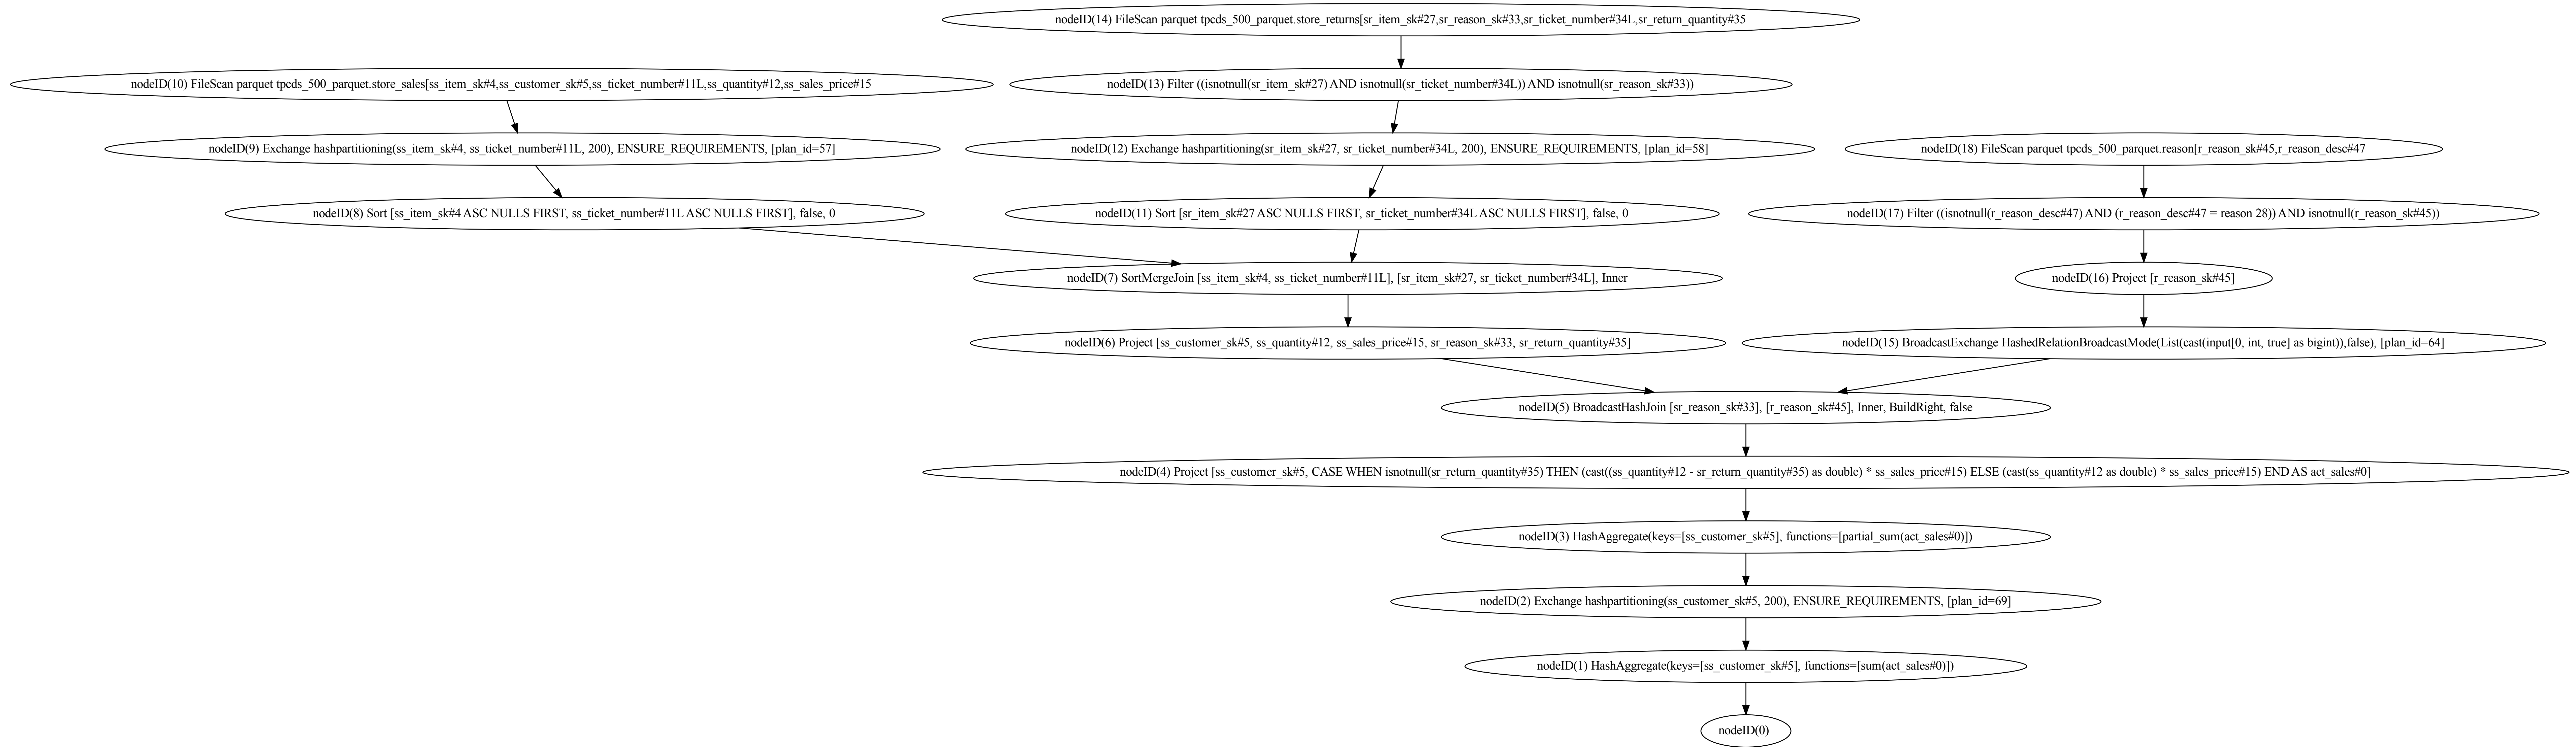 nodeID(14) FileScan parquet tpcds_500_parquet.store_returns[sr_item_sk#27,sr_reason_sk#33,sr_ticket_number#34L,sr_return_quantity#35
nodeID(10) FileScan parquet tpcds_500_parquet.store_sales[ss_item_sk#4,ss_customer_sk#5,ss_ticket_number#11L,ss_quantity#12,ss_sales_price#15
nodeID(13) Filter ((isnotnull(sr_item_sk#27) AND isnotnull(sr_ticket_number#34L)) AND isnotnull(sr_reason_sk#33))
nodeID(9) Exchange hashpartitioning(ss_item_sk#4, ss_ticket_number#11L, 200), ENSURE_REQUIREMENTS, [plan_id=57]
nodeID(12) Exchange hashpartitioning(sr_item_sk#27, sr_ticket_number#34L, 200), ENSURE_REQUIREMENTS, [plan_id=58]
nodeID(18) FileScan parquet tpcds_500_parquet.reason[r_reason_sk#45,r_reason_desc#47
nodeID(8) Sort [ss_item_sk#4 ASC NULLS FIRST, ss_ticket_number#11L ASC NULLS FIRST], false, 0
nodeID(11) Sort [sr_item_sk#27 ASC NULLS FIRST, sr_ticket_number#34L ASC NULLS FIRST], false, 0
nodeID(17) Filter ((isnotnull(r_reason_desc#47) AND (r_reason_desc#47 = reason 28)) AND isnotnull(r_reason_sk#45))
nodeID(7) SortMergeJoin [ss_item_sk#4, ss_ticket_number#11L], [sr_item_sk#27, sr_ticket_number#34L], Inner
nodeID(16) Project [r_reason_sk#45]
nodeID(6) Project [ss_customer_sk#5, ss_quantity#12, ss_sales_price#15, sr_reason_sk#33, sr_return_quantity#35]
nodeID(15) BroadcastExchange HashedRelationBroadcastMode(List(cast(input[0, int, true] as bigint)),false), [plan_id=64]
nodeID(5) BroadcastHashJoin [sr_reason_sk#33], [r_reason_sk#45], Inner, BuildRight, false
nodeID(4) Project [ss_customer_sk#5, CASE WHEN isnotnull(sr_return_quantity#35) THEN (cast((ss_quantity#12 - sr_return_quantity#35) as double) * ss_sales_price#15) ELSE (cast(ss_quantity#12 as double) * ss_sales_price#15) END AS act_sales#0]
nodeID(3) HashAggregate(keys=[ss_customer_sk#5], functions=[partial_sum(act_sales#0)])
nodeID(2) Exchange hashpartitioning(ss_customer_sk#5, 200), ENSURE_REQUIREMENTS, [plan_id=69]
nodeID(1) HashAggregate(keys=[ss_customer_sk#5], functions=[sum(act_sales#0)])
nodeID(0)